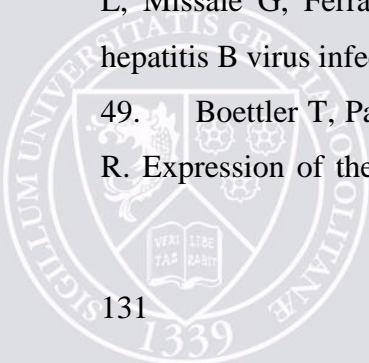 L, Missale G, Ferra
hepatitis B virus infe
49. Boettler T, Pa
R. Expression of the
SIGILLUM UNIVERSITATIS
VERI LIBE
TAS RABIT
131
1339